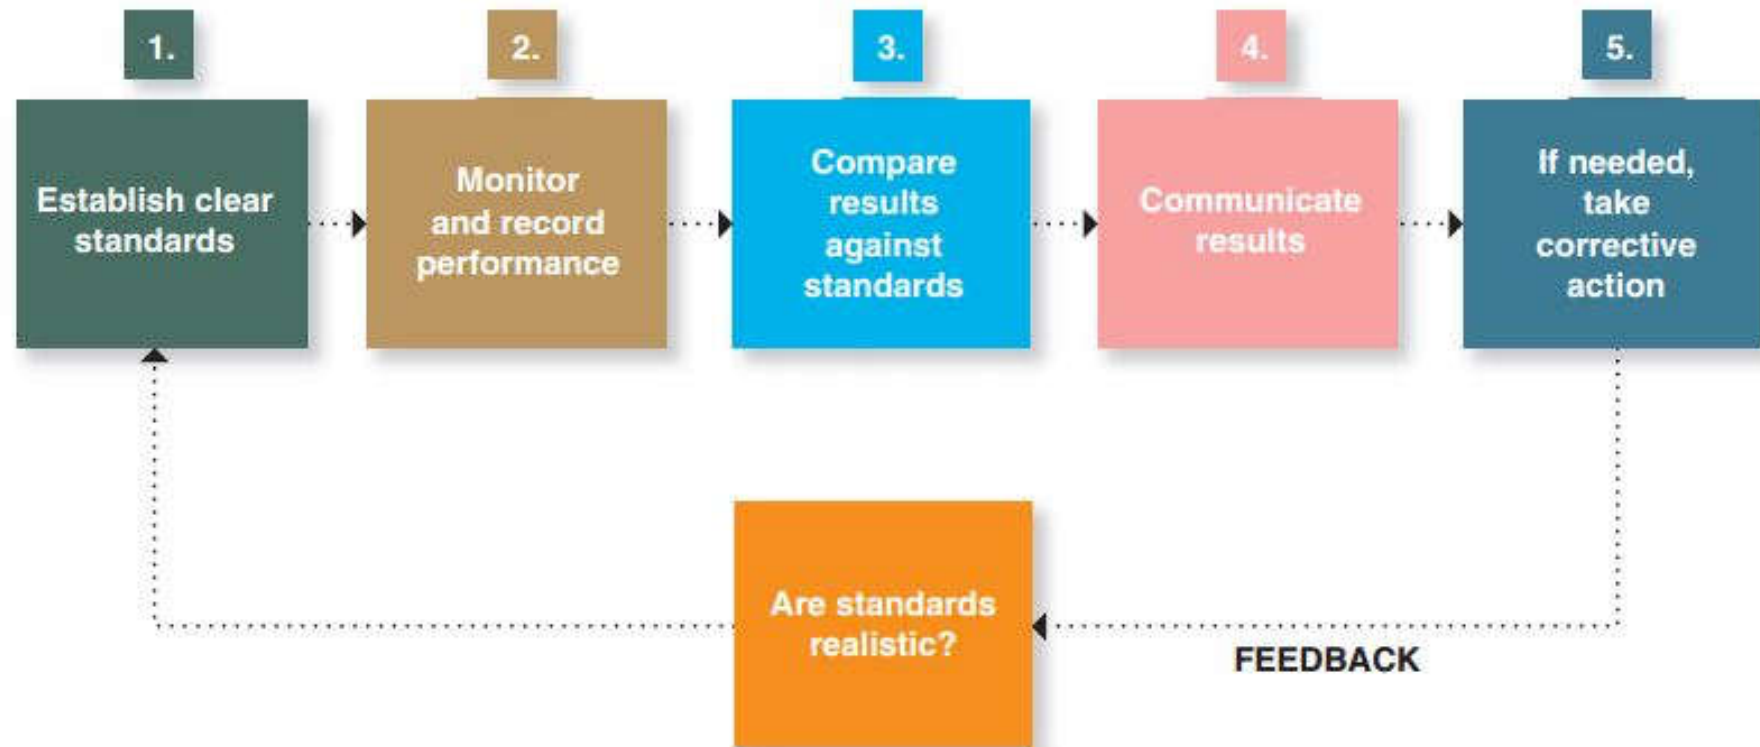 1.
Establish clear
standards
2.
Monitor
and record
performance
3.
Compare
results
against
standards
4.
Communicate
results
5.
If needed,
take
corrective
action
Are standards
realistic?
FEEDBACK